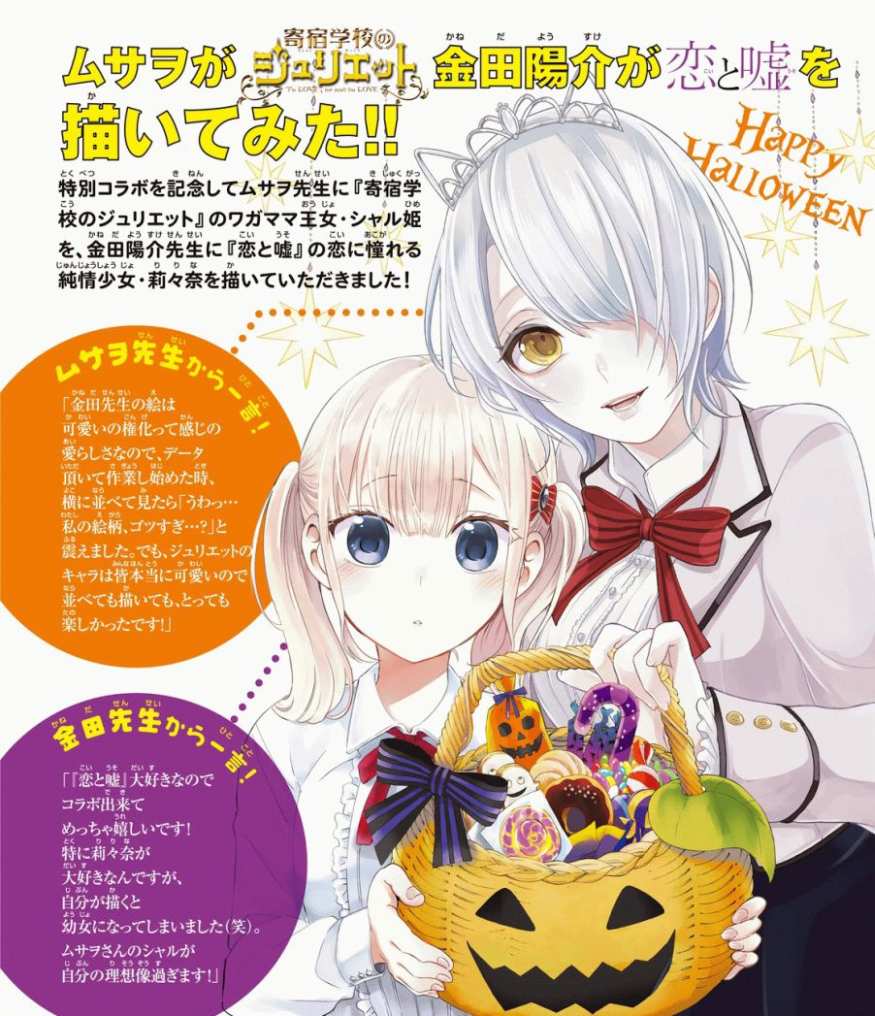 ムサヲが寄宿学校のジュリエット 金田陽介が恋と嘘を
描いてみた!!
特別コラボを記念してムサヲ先生に『寄宿学
校のジュリエット』のワガママ王女・シャル姫
を、金田陽介先生に『恋と嘘』の恋に憧れる
純情少女・莉々奈を描いていただきました!
Happy
Halloween
ムサヲ先生から一言!
「金田先生の絵は
可愛いの権化って感じの
愛らしさなので、データ
頂いて作業し始めた時、
横に並べて見たら「うわっ…
私の絵柄、ゴツすぎ…?」と
震えました。でも、ジュリエットの
キャラは皆本当に可愛いので
並べても描いても、とっても
楽しかったです!」
金田先生から一言!
「『恋と嘘』大好きなので
コラボ出来て
めっちゃ嬉しいです!
特に莉々奈が
大好きなんですが、
自分が描くと
幼女になってしまいました(笑)。
ムサヲさんのシャルが
自分の理想像過ぎます!」